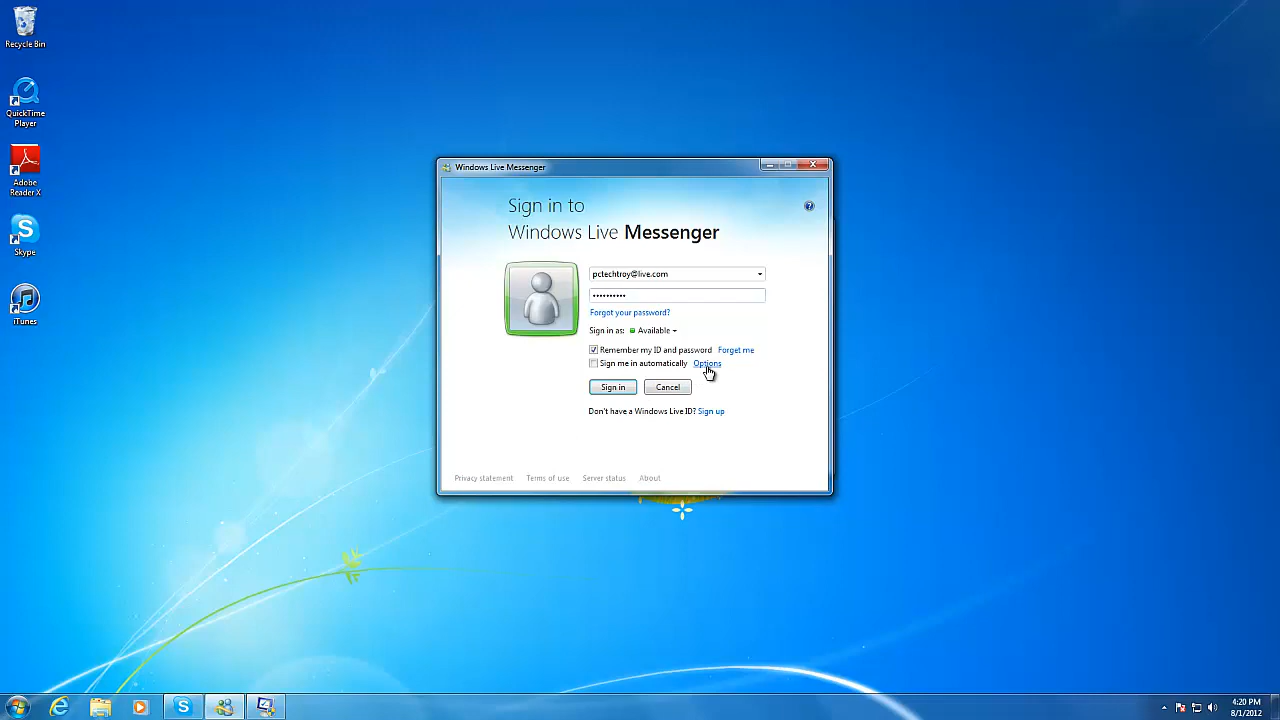 Recycle Bin
QuickTime
Player
Adobe
Reader X
Skype
iTunes
Windows Live Messenger
Sign in to
Windows Live Messenger
pctechtroy@live.com
••••••••••
Forgot your password?
Sign in as: Available
Remember my ID and password Forget me
Sign me in automatically Options
Sign in Cancel
Don't have a Windows Live ID? Sign up
Privacy statement Terms of use Server status About
4:20 PM
8/1/2012